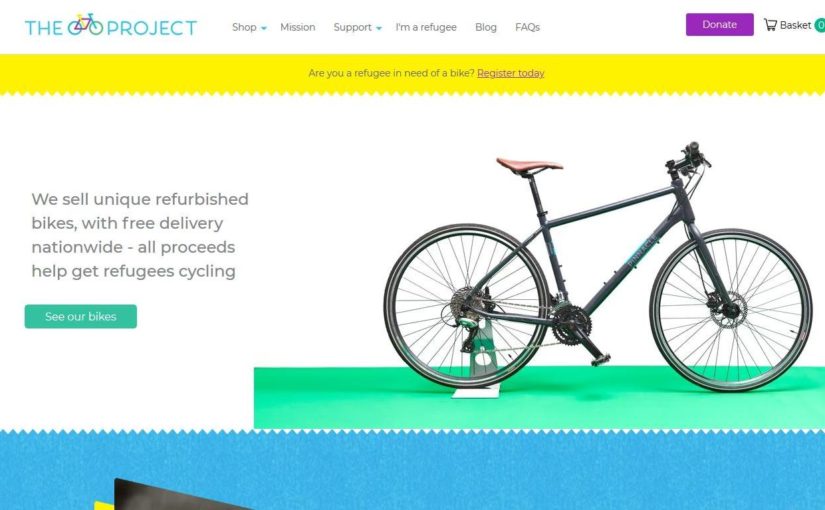 THE PROJECT
Shop Mission Support I'm a refugee Blog FAQs
Donate
Basket 0
Are you a refugee in need of a bike? Register today
We sell unique refurbished
bikes, with free delivery
nationwide - all proceeds
help get refugees cycling
See our bikes
PINNACLE